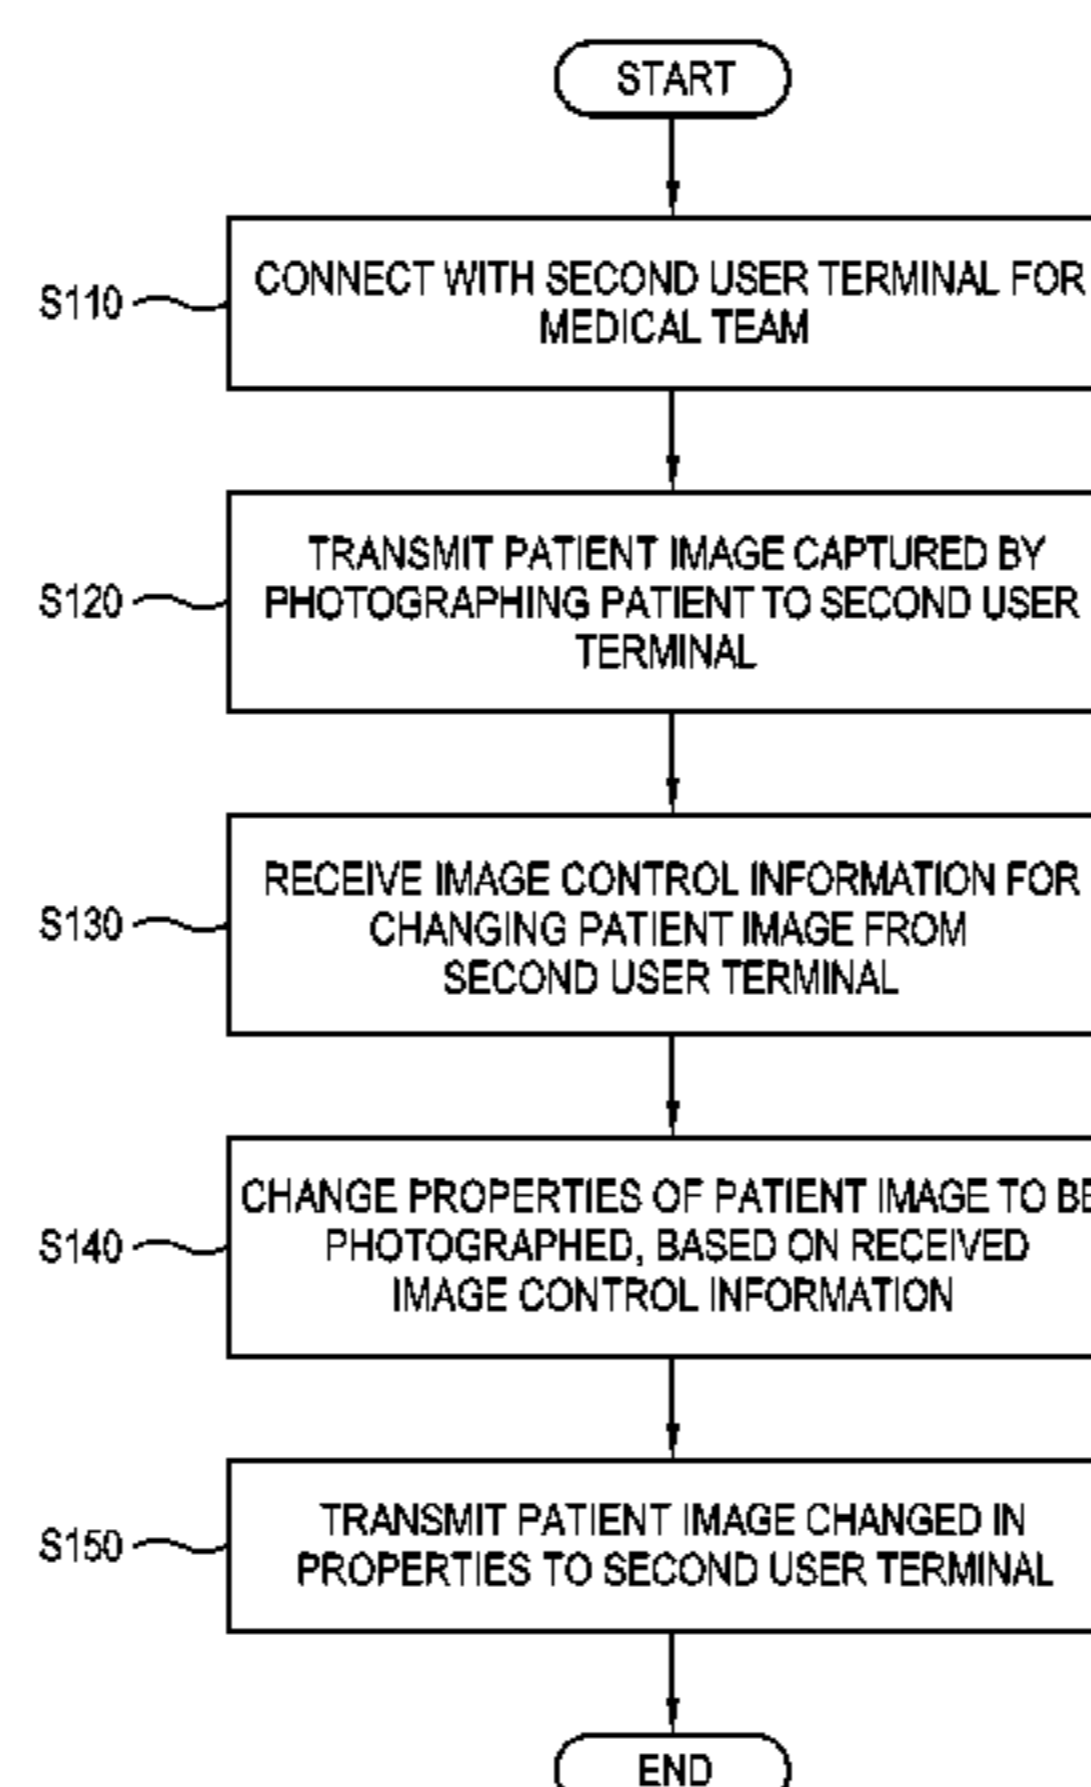 START
S110
CONNECT WITH SECOND USER TERMINAL FOR
MEDICAL TEAM
S120
TRANSMIT PATIENT IMAGE CAPTURED BY
PHOTOGRAPHING PATIENT TO SECOND USER
TERMINAL
S130
RECEIVE IMAGE CONTROL INFORMATION FOR
CHANGING PATIENT IMAGE FROM
SECOND USER TERMINAL
S140
CHANGE PROPERTIES OF PATIENT IMAGE TO BE
PHOTOGRAPHED, BASED ON RECEIVED
IMAGE CONTROL INFORMATION
S150
TRANSMIT PATIENT IMAGE CHANGED IN
PROPERTIES TO SECOND USER TERMINAL
END